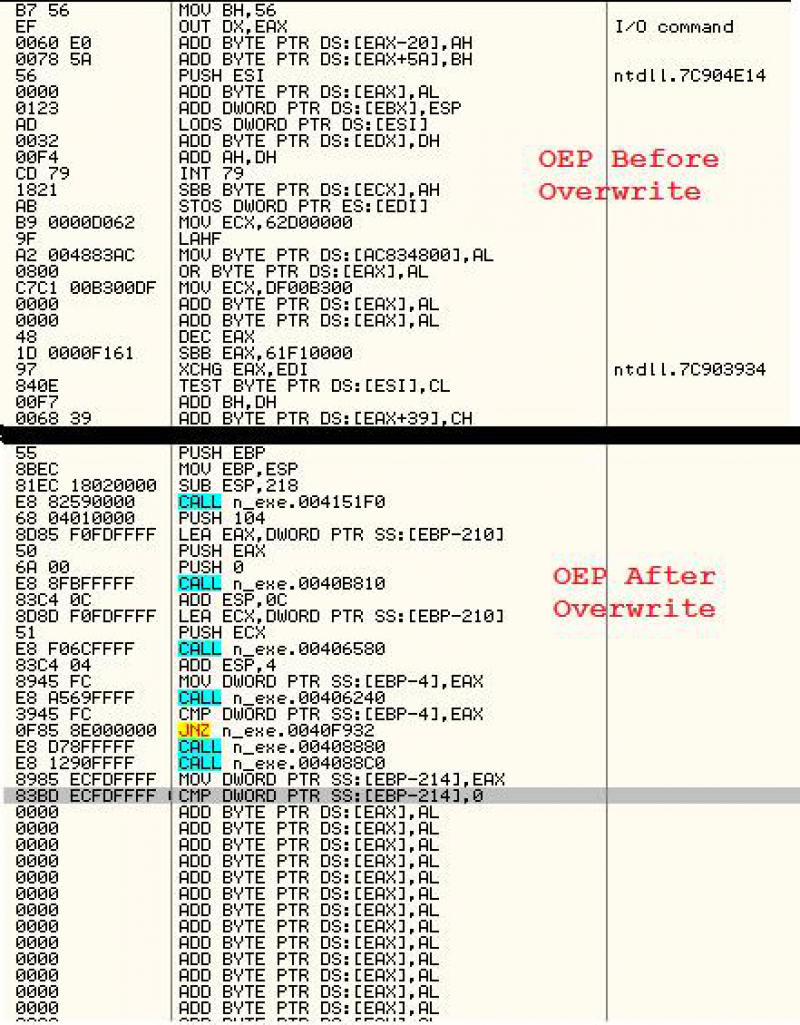 B7 56 MOV BH,56
EF OUT DX,EAX I/O command
0060 E0 ADD BYTE PTR DS:[EAX-20],AH
0078 5A ADD BYTE PTR DS:[EAX+5A],BH
56 PUSH ESI ntdll.7C904E14
0000 ADD BYTE PTR DS:[EAX],AL
0123 ADD DWORD PTR DS:[EBX],ESP
AD LODS DWORD PTR DS:[ESI]
0032 ADD BYTE PTR DS:[EDX],DH
00F4 ADD AH,DH
OEP Before
CD 79 INT 79
1821 SBB BYTE PTR DS:[ECX],AH
Overwrite
AB STOS DWORD PTR ES:[EDI]
B9 0000D062 MOV ECX,62D00000
9F LAHF
A2 004883AC MOV BYTE PTR DS:[AC834800],AL
0800 OR BYTE PTR DS:[EAX],AL
C7C1 00B300DF MOV ECX,DF00B300
0000 ADD BYTE PTR DS:[EAX],AL
0000 ADD BYTE PTR DS:[EAX],AL
48 DEC EAX
1D 0000F161 SBB EAX,61F10000
97 XCHG EAX,EDI ntdll.7C903934
840E TEST BYTE PTR DS:[ESI],CL
00F7 ADD BH,DH
0068 39 ADD BYTE PTR DS:[EAX+39],CH
55 PUSH EBP
8BEC MOV EBP,ESP
81EC 18020000 SUB ESP,218
E8 82590000 CALL n_exe.004151F0
68 04010000 PUSH 104
8D85 F0FDFFFF LEA EAX,DWORD PTR SS:[EBP-210]
50 PUSH EAX
6A 00 PUSH 0
OEP After
E8 8FBFFFFF CALL n_exe.0040B810
83C4 0C ADD ESP,0C
Overwrite
8D8D F0FDFFFF LEA ECX,DWORD PTR SS:[EBP-210]
51 PUSH ECX
E8 F06CFFFF CALL n_exe.00406580
83C4 04 ADD ESP,4
8945 FC MOV DWORD PTR SS:[EBP-4],EAX
E8 A569FFFF CALL n_exe.00406240
3945 FC CMP DWORD PTR SS:[EBP-4],EAX
0F85 8E000000 JNZ n_exe.0040F932
E8 D78FFFFF CALL n_exe.00408880
E8 1290FFFF CALL n_exe.004088C0
8985 ECFDFFFF MOV DWORD PTR SS:[EBP-214],EAX
83BD ECFDFFFF CMP DWORD PTR SS:[EBP-214],0
0000 ADD BYTE PTR DS:[EAX],AL
0000 ADD BYTE PTR DS:[EAX],AL
0000 ADD BYTE PTR DS:[EAX],AL
0000 ADD BYTE PTR DS:[EAX],AL
0000 ADD BYTE PTR DS:[EAX],AL
0000 ADD BYTE PTR DS:[EAX],AL
0000 ADD BYTE PTR DS:[EAX],AL
0000 ADD BYTE PTR DS:[EAX],AL
0000 ADD BYTE PTR DS:[EAX],AL
0000 ADD BYTE PTR DS:[EAX],AL
0000 ADD BYTE PTR DS:[EAX],AL
0000 ADD BYTE PTR DS:[EAX],AL
0000 ADD BYTE PTR DS:[EAX],AL